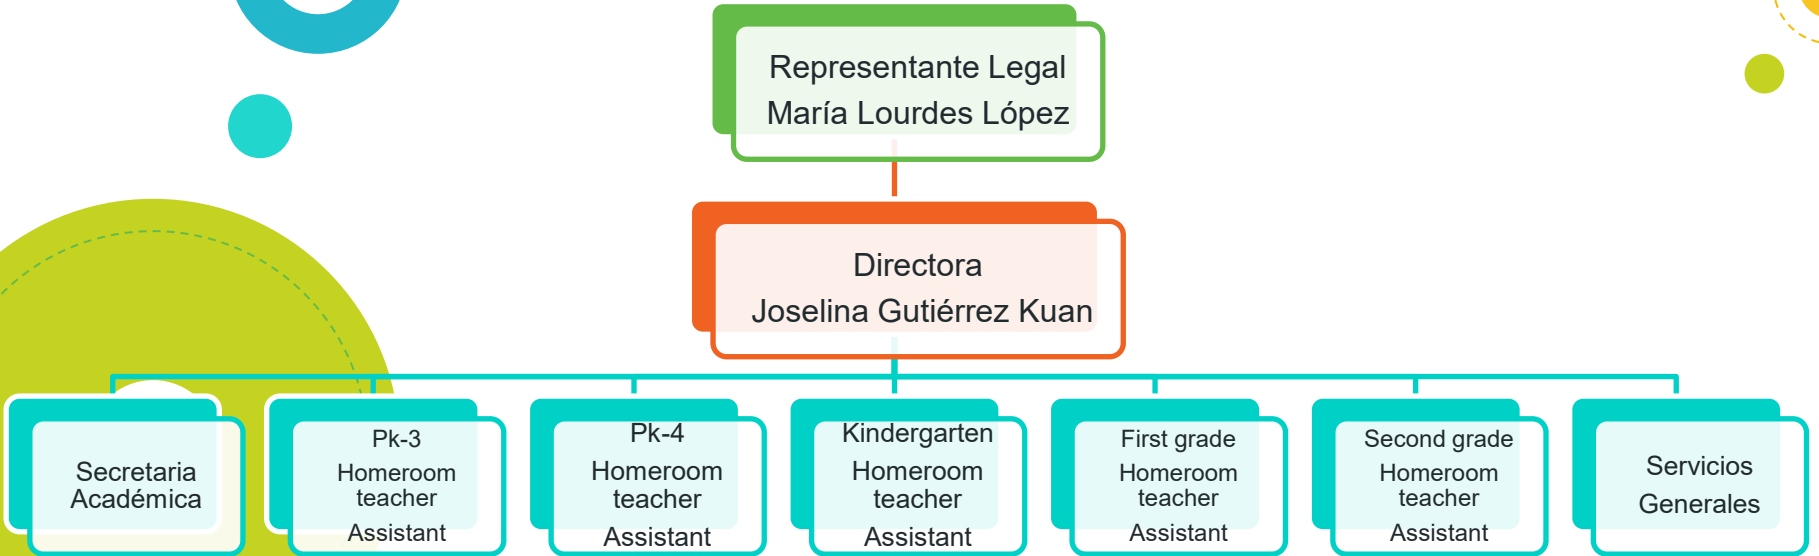 Representante Legal
María Lourdes López
Directora
Joselina Gutiérrez Kuan
Secretaria
Académica
Pk-3
Homeroom
teacher
Assistant
Pk-4
Homeroom
teacher
Assistant
Kindergarten
Homeroom
teacher
Assistant
First grade
Homeroom
teacher
Assistant
Second grade
Homeroom
teacher
Assistant
Servicios
Generales